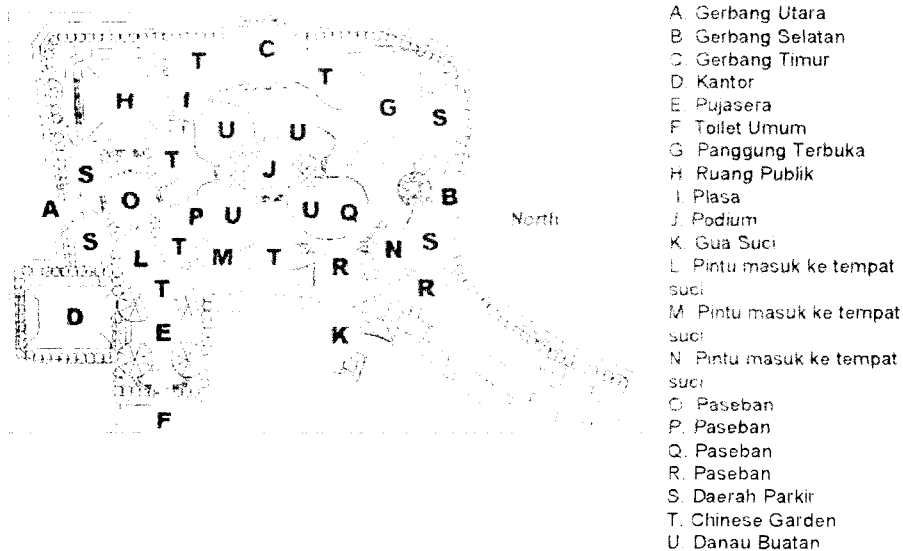 C
T
T
H
I
G
S
U
U
T
J
S
O
A
P
U
U
Q
B
North
S
T
L
M
T
R
N
S
T
R
D
E
K
F
A. Gerbang Utara
B. Gerbang Selatan
C. Gerbang Timur
D. Kantor
E. Pujasera
F. Toilet Umum
G. Panggung Terbuka
H. Ruang Publik
I. Plasa
J. Podium
K. Gua Suci
L. Pintu masuk ke tempat
suci
M. Pintu masuk ke tempat
suci
N. Pintu masuk ke tempat
suci
O. Paseban
P. Paseban
Q. Paseban
R. Paseban
S. Daerah Parkir
T. Chinese Garden
U. Danau Buatan